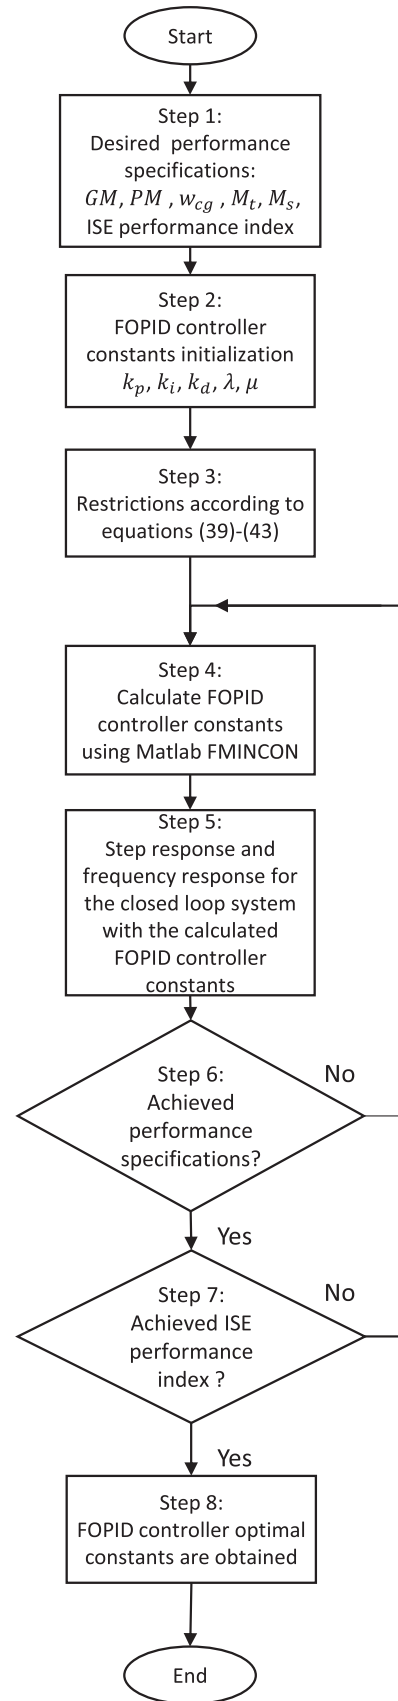 Start
Step 1:
Desired performance
specifications:
GM, PM , w_cg , M_t, M_s,
ISE performance index
Step 2:
FOPID controller
constants initialization
k_p, k_i, k_d, λ, μ
Step 3:
Restrictions according to
equations (39)-(43)
Step 4:
Calculate FOPID
controller constants
using Matlab FMINCON
Step 5:
Step response and
frequency response for
the closed loop system
with the calculated
FOPID controller
constants
Step 6:
Achieved
performance
specifications?
No
Yes
Step 7:
Achieved ISE
performance
index ?
No
Yes
Step 8:
FOPID controller optimal
constants are obtained
End